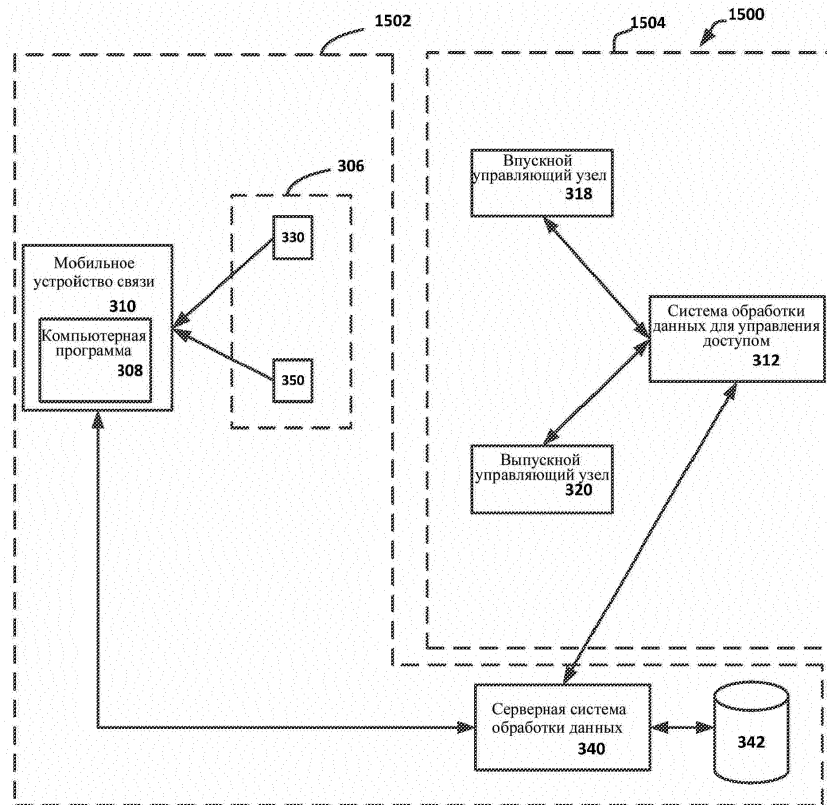 1502
1504
1500
306
Впускной
управляющий узел
318
330
Мобильное
устройство связи
310
Компьютерная
программа
308
350
Система обработки
данных для управления
доступом
312
Выпускной
управляющий узел
320
Серверная система
обработки данных
340
342